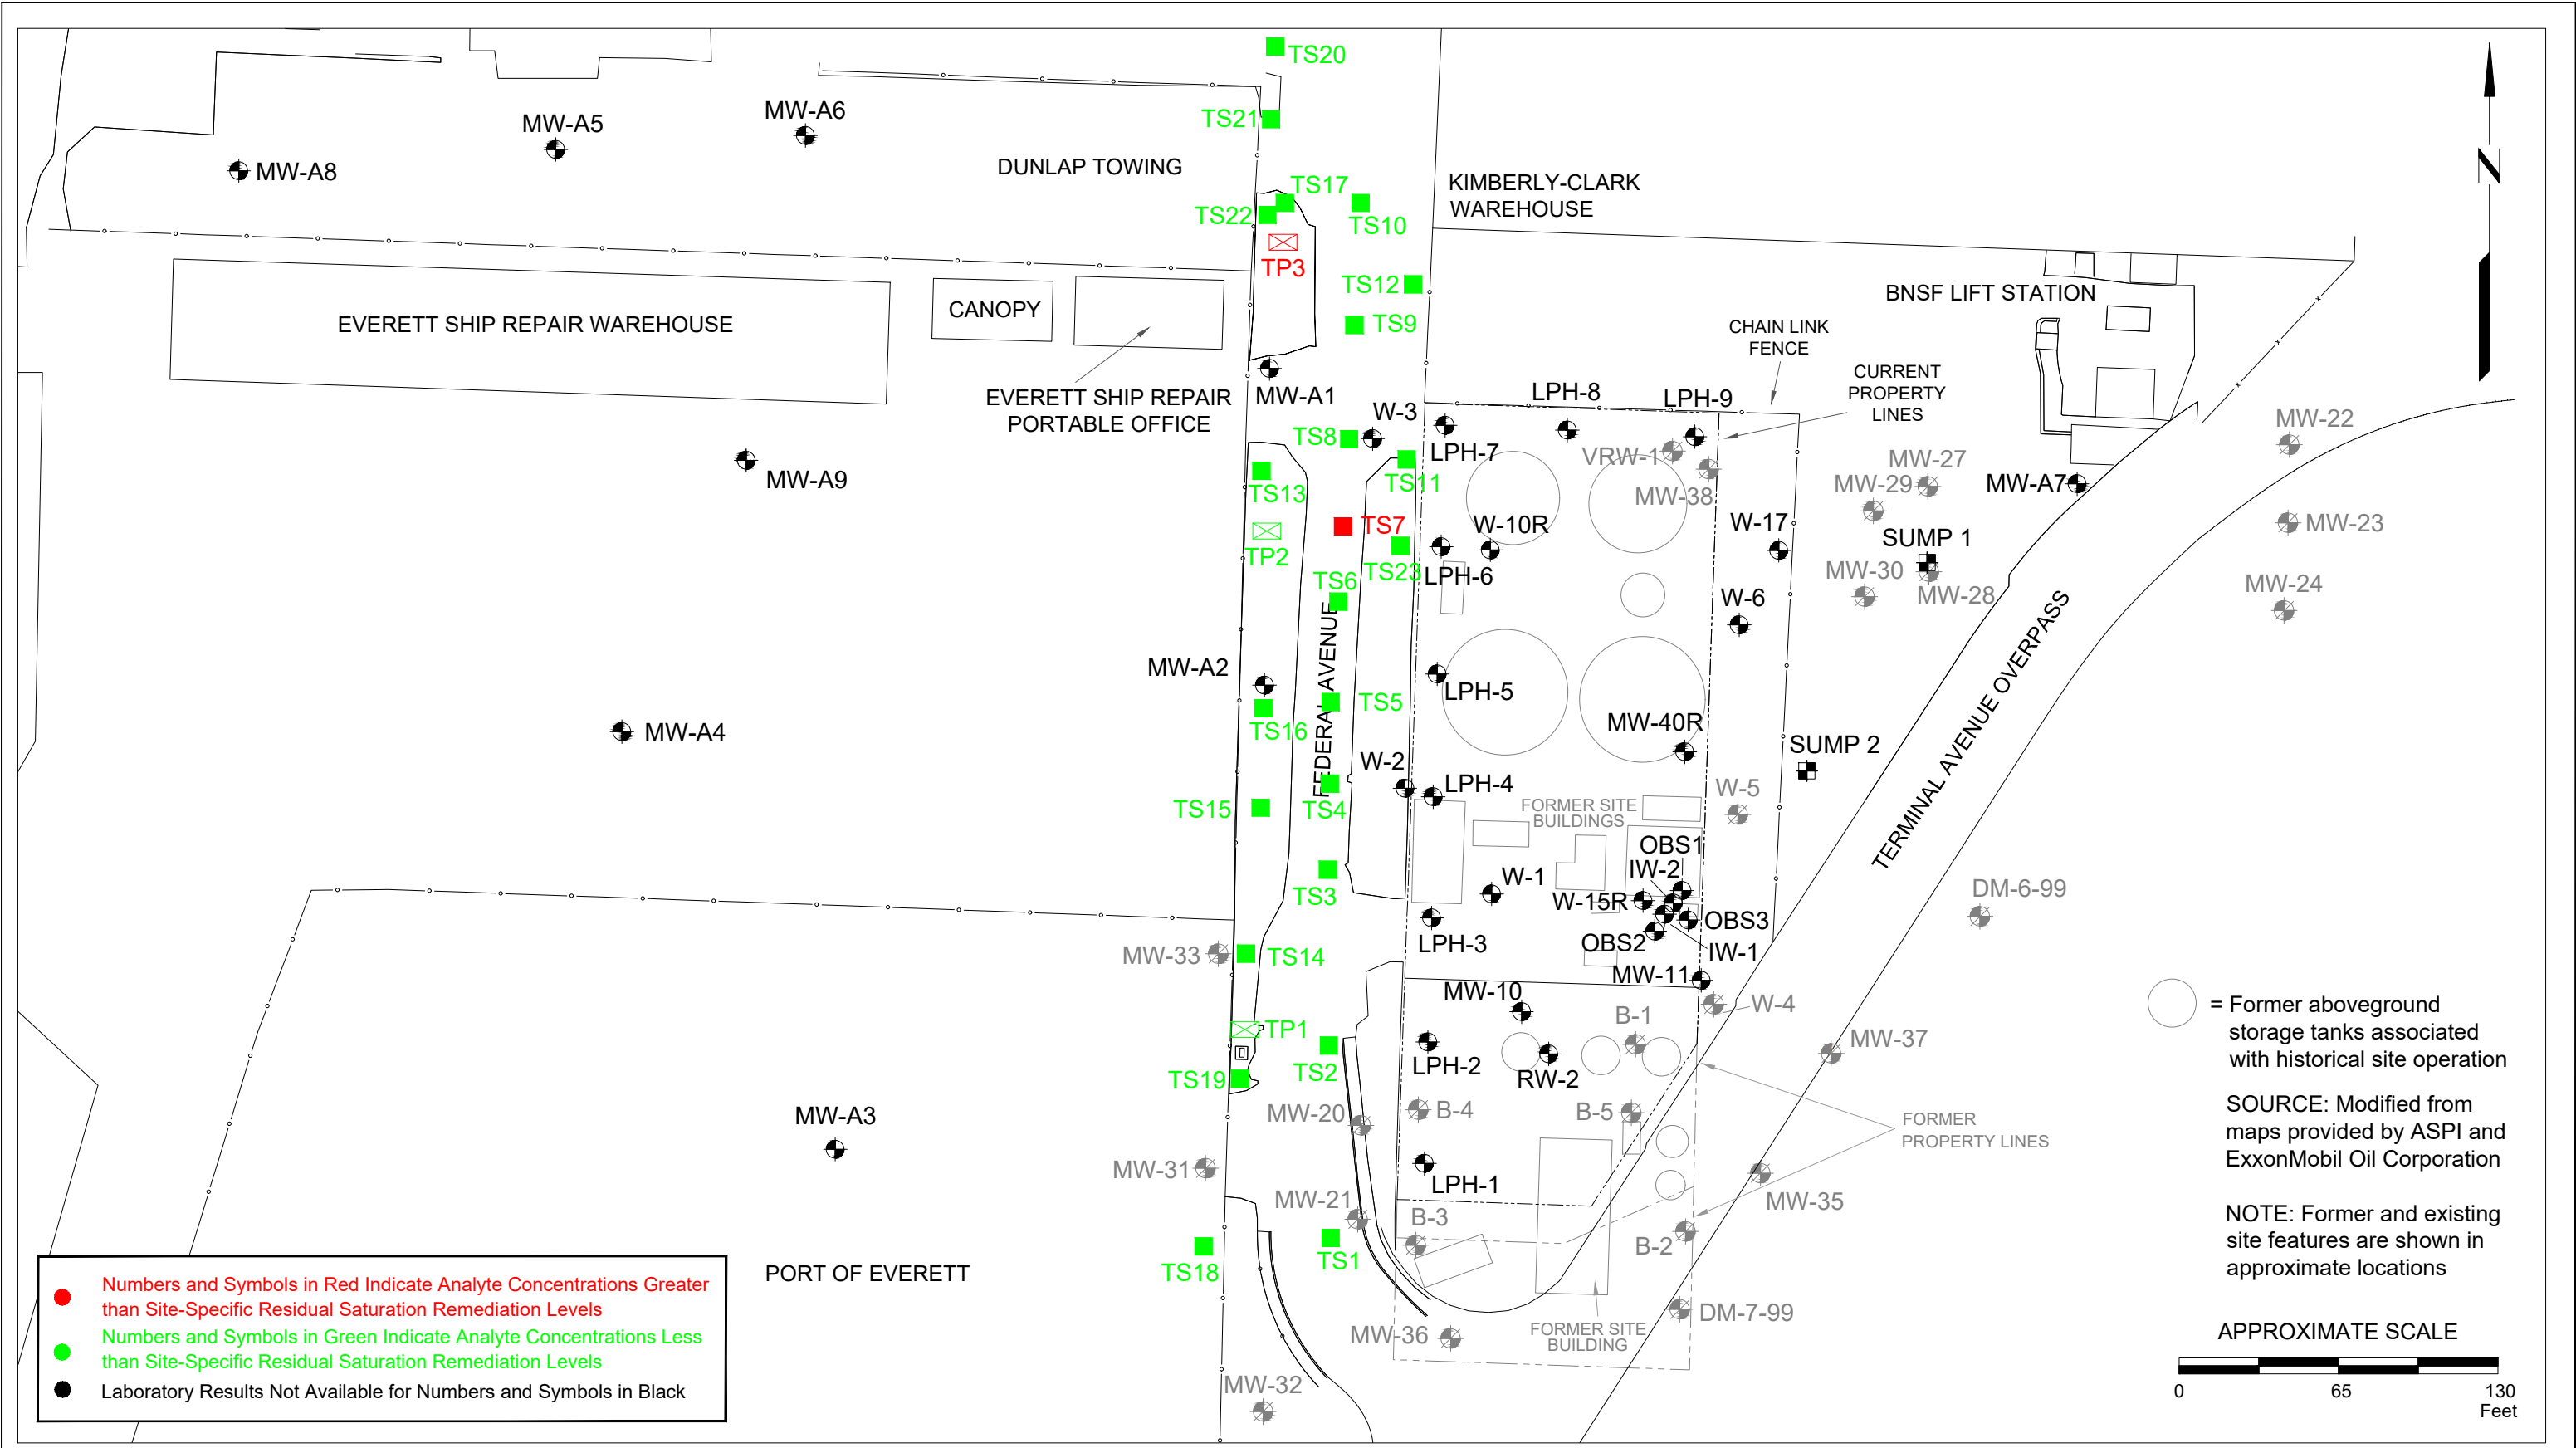 TS20
MW-A6
MW-A5
TS21
MW-A8
DUNLAP TOWING
N
TS17
KIMBERLY-CLARK
WAREHOUSE
TS22
TS10
TP3
TS12
BNSF LIFT STATION
CANOPY
EVERETT SHIP REPAIR WAREHOUSE
TS9
CHAIN LINK
FENCE
CURRENT
PROPERTY
LINES
EVERETT SHIP REPAIR
PORTABLE OFFICE
MW-A1
LPH-8
LPH-9
W-3
MW-22
TS8
LPH-7
VRW-1
MW-27
MW-A9
TS13
TS11
MW-38
MW-29
MW-A7
TS7
W-10R
W-17
MW-23
SUMP 1
TP2
TS23
LPH-6
MW-30
MW-28
TS6
W-6
MW-24
FEDERAL AVENUE
MW-A2
LPH-5
TS5
TERMINAL AVENUE OVERPASS
MW-A4
TS16
MW-40R
SUMP 2
W-2
LPH-4
W-5
TS15
TS4
FORMER SITE
BUILDINGS
OBS1
IW-2
TS3
W-1
W-15R
DM-6-99
OBS3
LPH-3
OBS2
IW-1
MW-33
TS14
MW-11
MW-10
W-4
B-1
TP1
MW-37
= Former aboveground
storage tanks associated
with historical site operation
TS19
TS2
LPH-2
RW-2
MW-20
B-4
B-5
MW-A3
FORMER
PROPERTY LINES
SOURCE: Modified from
maps provided by ASPI and
ExxonMobil Oil Corporation
MW-31
LPH-1
MW-21
MW-35
B-3
NOTE: Former and existing
site features are shown in
approximate locations
B-2
TS18
TS1
PORT OF EVERETT
Numbers and Symbols in Red Indicate Analyte Concentrations Greater
than Site-Specific Residual Saturation Remediation Levels
Numbers and Symbols in Green Indicate Analyte Concentrations Less
than Site-Specific Residual Saturation Remediation Levels
Laboratory Results Not Available for Numbers and Symbols in Black
DM-7-99
MW-36
FORMER SITE
BUILDING
APPROXIMATE SCALE
0 65 130
Feet
MW-32